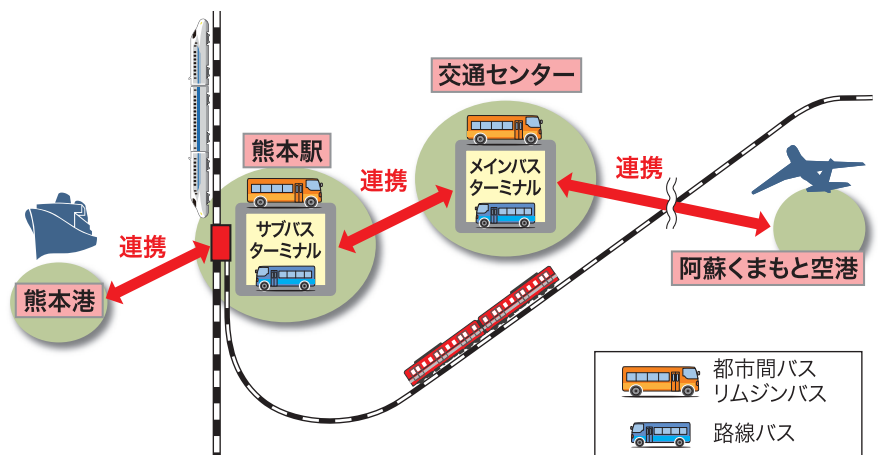 交通センター
熊本駅
連携
メインバス
ターミナル
連携
サブバス
ターミナル
連携
熊本港
阿蘇くまもと空港
都市間バス
リムジンバス
路線バス